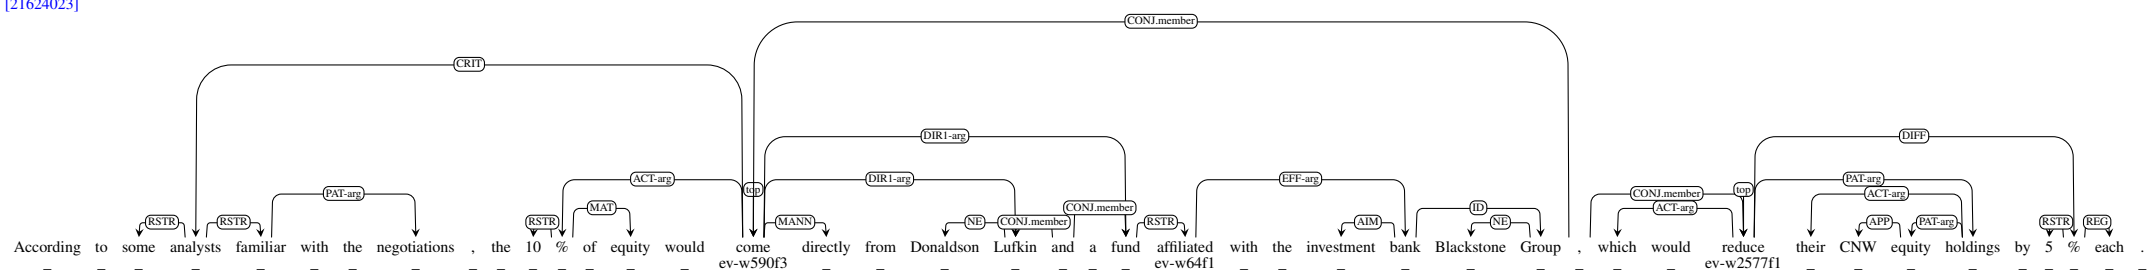 [21624023]
CONJ.member
CRIT
DIR1-arg DIFF
ACT-arg top DIR1-arg EFF-arg top PAT-arg
PAT-arg CONJ.member ACT-arg
MAT CONJ.member ID ACT-arg
RSTR RSTR RSTR MANN NE CONJ.member RSTR AIM NE APP PAT-arg RSTR REG
According to some analysts familiar with the negotiations , the 10 % of equity would come directly from Donaldson Lufkin and a fund affiliated with the investment bank Blackstone Group , which would reduce their CNW equity holdings by 5 % each .
ev-w590f3 ev-w64f1 ev-w2577f1
_ _ _ _ _ _ _ _ _ _ _ _ _ _ _ _ _ _ _ _ _ _ _ _ _ _ _ _ _ _ _ _ _ _ _ _ _ _ _ _